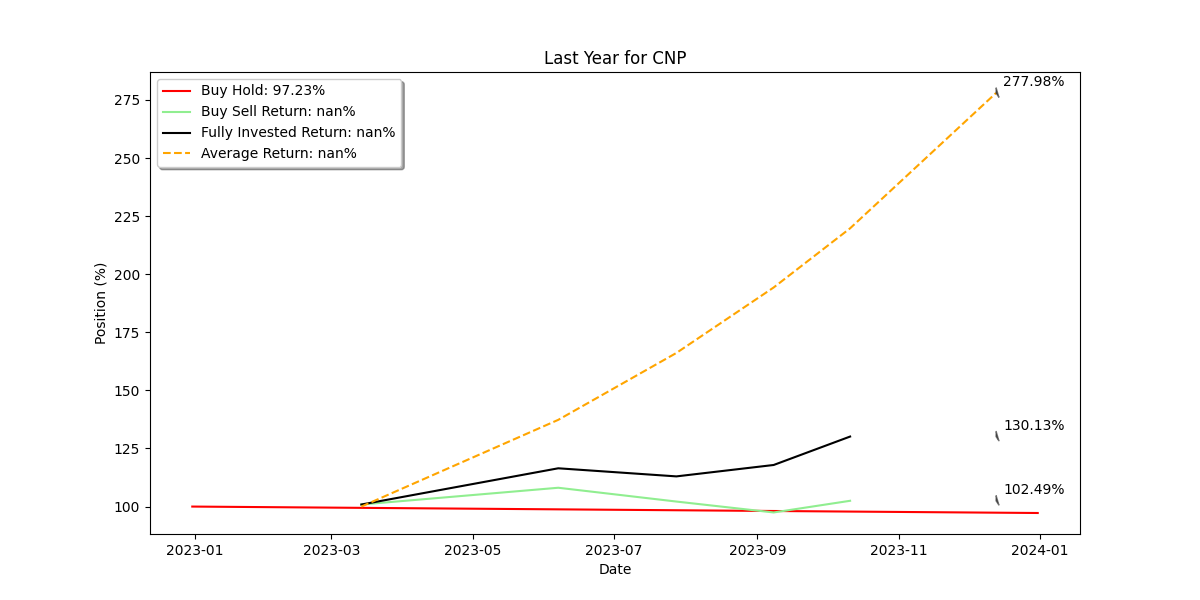 Last Year for CNP
Buy Hold: 97.23%
Buy Sell Return: nan%
Fully Invested Return: nan%
Average Return: nan%
277.98%
130.13%
102.49%
275
250
225
200
175
150
125
100
Position (%)
2023-01 2023-03 2023-05 2023-07 2023-09 2023-11 2024-01
Date